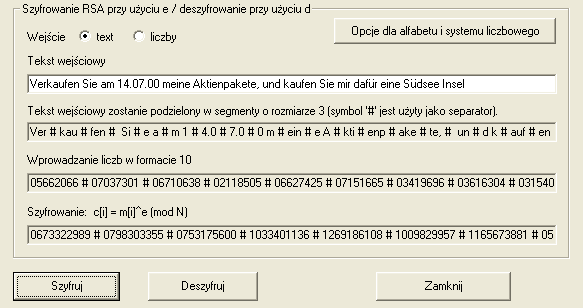 Szyfrowanie RSA przy użyciu e / deszyfrowanie przy użyciu d
Wejście text liczby Opcje dla alfabetu i systemu liczbowego
Tekst wejściowy
Verkaufen Sie am 14.07.00 meine Aktienpakete, und kaufen Sie mir dafür eine Südsee Insel
Tekst wejściowy zostanie podzielony w segmenty o rozmiarze 3 (symbol '#' jest użyty jako separator).
Ver # kau # fen #  Si # e a # m 1 # 4.0 # 7.0 # 0 m # ein # e A # kti # enp # ake # te, #  un # d k # auf # en
Wprowadzanie liczb w formacie 10
05662066 # 07037301 # 06710638 # 02118505 # 06627425 # 07151665 # 03419696 # 03616304 # 031540
Szyfrowanie: c[i] = m[i]^e (mod N)
0673322989 # 0798303355 # 0753175600 # 1033401136 # 1269186108 # 1009829957 # 1165673881 # 05
Szyfruj Deszyfruj Zamknij